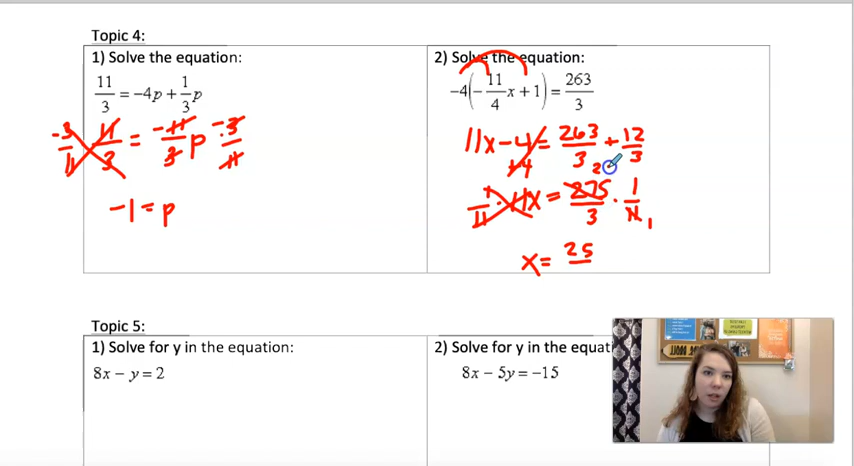 Topic 4:
1) Solve the equation:
11/3 = -4p + 1/3 p
-3/11 · 11/3 = -11/3 p · -3/11
-1 = p
2) Solve the equation:
-4(-11/4 x + 1) = 263/3
11x - 4 = 263/3 + 12/3
+4
1/11 · 11x = 275/3 · 1/11
1
x = 25
Topic 5:
1) Solve for y in the equation:
8x - y = 2
2) Solve for y in the equati
8x - 5y = -15